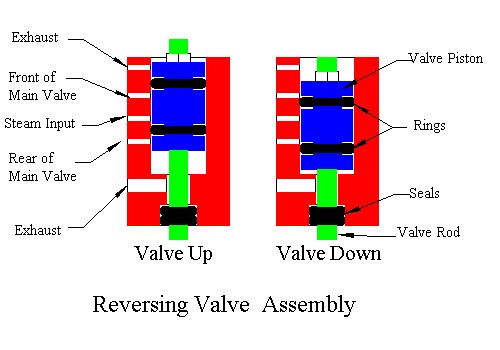 Exhaust
Front of
Main Valve
Steam Input
Rear of
Main Valve
Exhaust
Valve Piston
Rings
Seals
Valve Rod
Valve Up
Valve Down
Reversing Valve Assembly